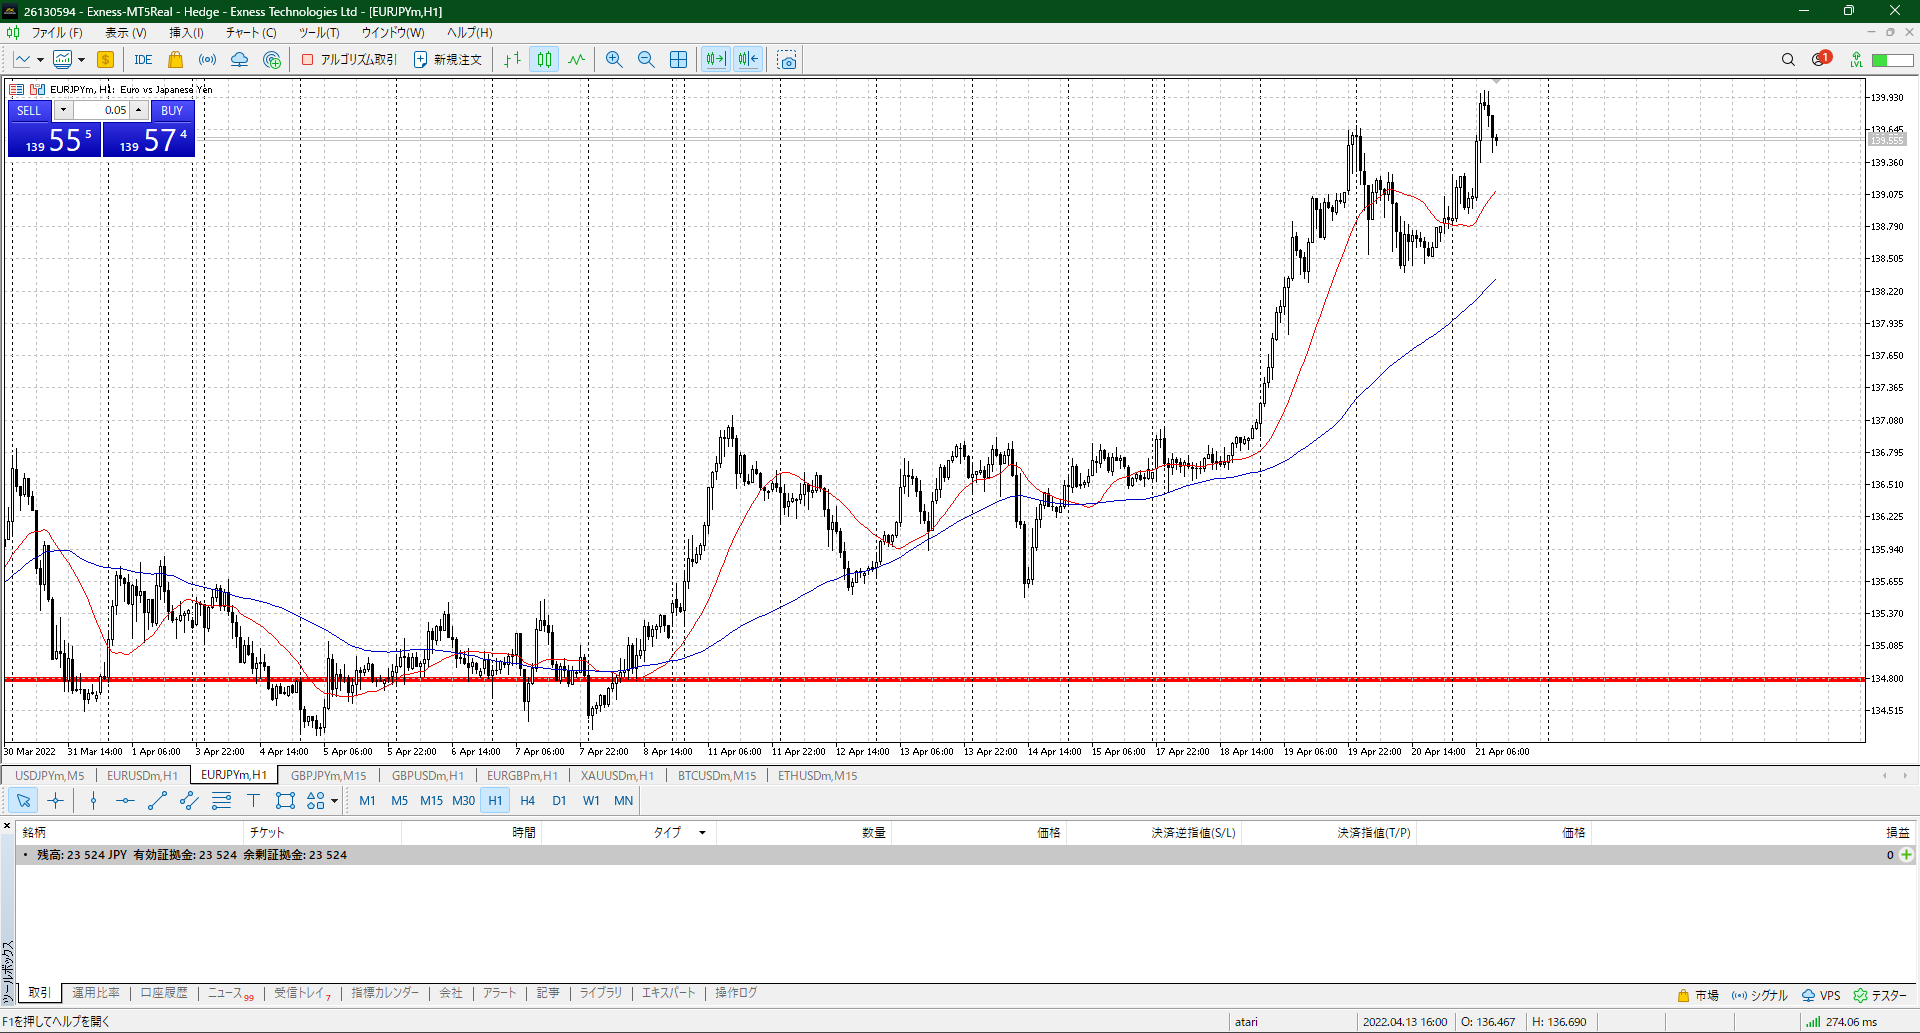 26130594 - Exness-MT5Real - Hedge - Exness Technologies Ltd - [EURJPYm,H1]
ファイル (F) 表示 (V) 挿入(I) チャート (C) ツール(T) ウインドウ(W) ヘルプ(H)
IDE アルゴリズム取引 新規注文 1 LVL
EURJPYm, H1: Euro vs Japanese Yen
SELL 0.05 BUY
139 55 5 139 57 4
139.930
139.645
139.555
139.360
139.075
138.790
138.505
138.220
137.935
137.650
137.365
137.080
136.795
136.510
136.225
135.940
135.655
135.370
135.085
134.800
134.515
30 Mar 2022 31 Mar 14:00 1 Apr 06:00 3 Apr 22:00 4 Apr 14:00 5 Apr 06:00 5 Apr 22:00 6 Apr 14:00 7 Apr 06:00 7 Apr 22:00 8 Apr 14:00 11 Apr 06:00 11 Apr 22:00 12 Apr 14:00 13 Apr 06:00 13 Apr 22:00 14 Apr 14:00 15 Apr 06:00 17 Apr 22:00 18 Apr 14:00 19 Apr 06:00 19 Apr 22:00 20 Apr 14:00 21 Apr 06:00
USDJPYm,M5 EURUSDm,H1 EURJPYm,H1 GBPJPYm,M15 GBPUSDm,H1 EURGBPm,H1 XAUUSDm,H1 BTCUSDm,M15 ETHUSDm,M15
M1 M5 M15 M30 H1 H4 D1 W1 MN
銘柄 チケット 時間 タイプ 数量 価格 決済逆指値(S/L) 決済指値(T/P) 価格 損益
• 残高: 23 524 JPY 有効証拠金: 23 524 余剰証拠金: 23 524 0
ツールボックス
取引 運用比率 口座履歴 ニュース 99 受信トレイ 7 指標カレンダー 会社 アラート 記事 ライブラリ エキスパート 操作ログ 市場 シグナル VPS テスター
F1を押してヘルプを開く atari 2022.04.13 16:00 O: 136.467 H: 136.690 274.06 ms